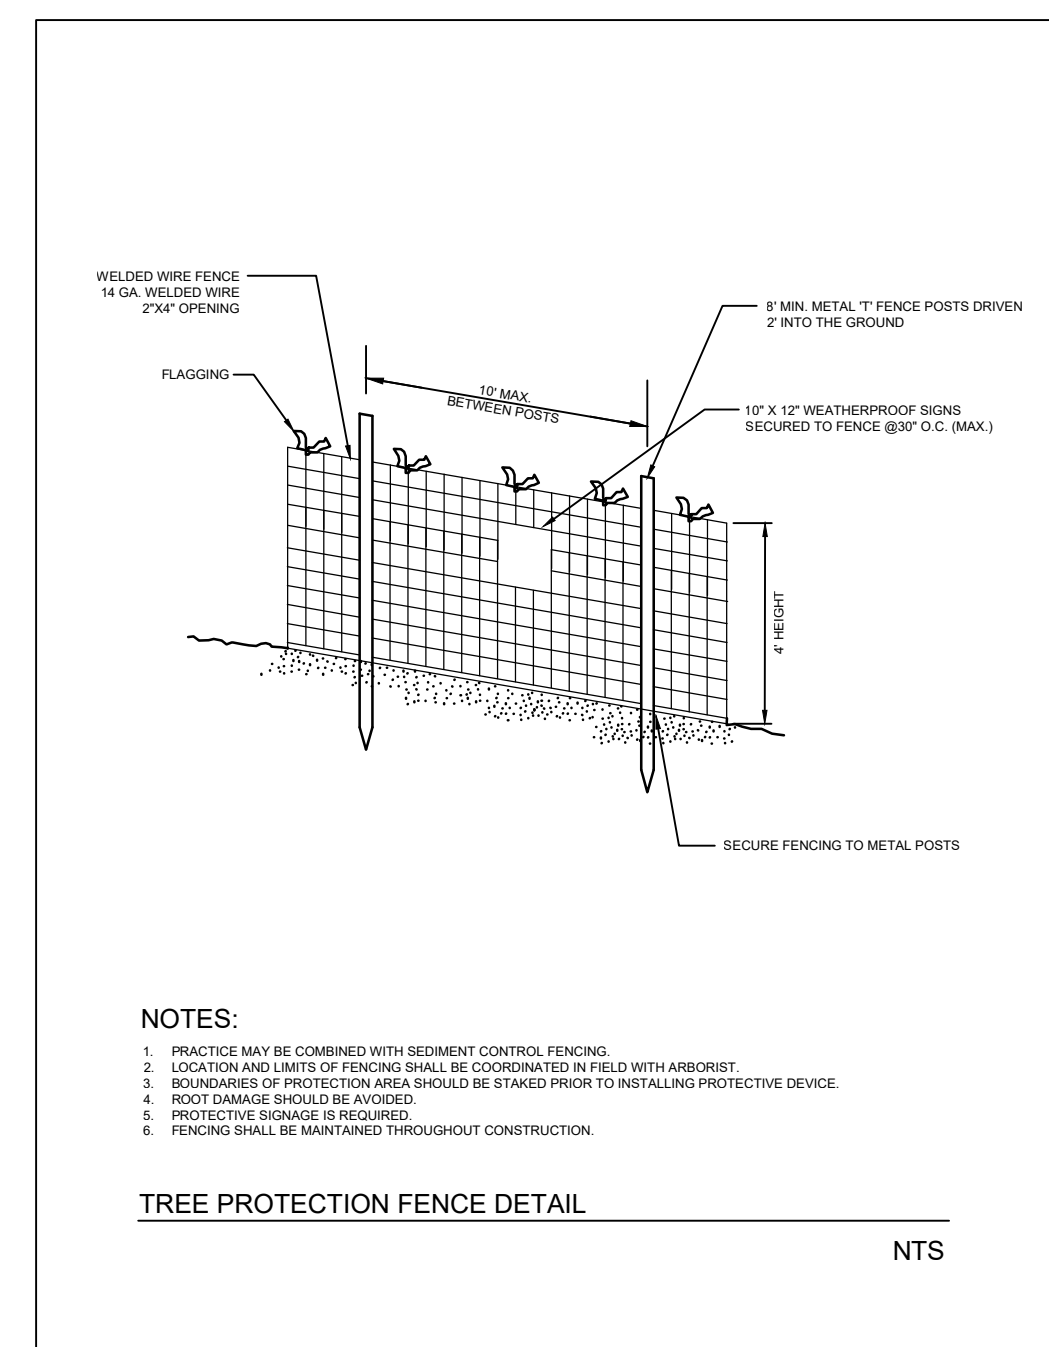 WELDED WIRE FENCE
14 GA. WELDED WIRE
2"X4" OPENING
8' MIN. METAL 'T' FENCE POSTS DRIVEN
2' INTO THE GROUND
FLAGGING
10' MAX.
BETWEEN POSTS
10" X 12" WEATHERPROOF SIGNS
SECURED TO FENCE @30" O.C. (MAX.)
4' HEIGHT
SECURE FENCING TO METAL POSTS
NOTES:
1. PRACTICE MAY BE COMBINED WITH SEDIMENT CONTROL FENCING.
2. LOCATION AND LIMITS OF FENCING SHALL BE COORDINATED IN FIELD WITH ARBORIST.
3. BOUNDARIES OF PROTECTION AREA SHOULD BE STAKED PRIOR TO INSTALLING PROTECTIVE DEVICE.
4. ROOT DAMAGE SHOULD BE AVOIDED.
5. PROTECTIVE SIGNAGE IS REQUIRED.
6. FENCING SHALL BE MAINTAINED THROUGHOUT CONSTRUCTION.
TREE PROTECTION FENCE DETAIL
NTS